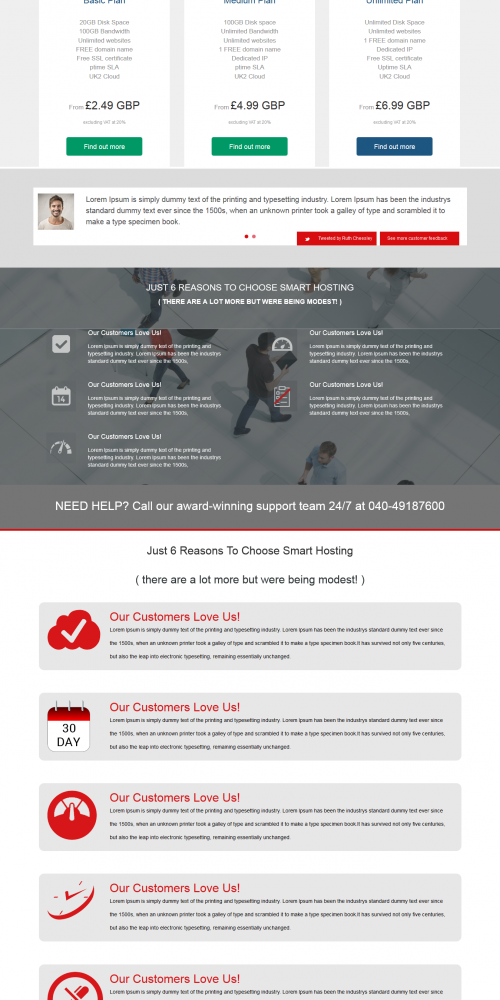 Basic Plan
20GB Disk Space
100GB Bandwidth
Unlimited websites
FREE domain name
Free SSL certificate
ptime SLA
UK2 Cloud
From £2.49 GBP
excluding VAT at 20%
Find out more
Medium Plan
100GB Disk space
Unlimited Bandwidth
Unlimited websites
1 FREE domain name
Dedicated IP
Free SSL certificate
ptime SLA
UK2 Cloud
From £4.99 GBP
excluding VAT at 20%
Find out more
Unlimited Plan
Unlimited Disk Space
Unlimited websites
1 FREE domain name
Dedicated IP
Free SSL certificate
Uptime SLA
UK2 Cloud
From £6.99 GBP
excluding VAT at 20%
Find out more
Lorem Ipsum is simply dummy text of the printing and typesetting industry. Lorem Ipsum has been the industrys
standard dummy text ever since the 1500s, when an unknown printer took a galley of type and scrambled it to
make a type specimen book.
Tweeted by Ruth Cheesley
See more customer feedback
JUST 6 REASONS TO CHOOSE SMART HOSTING
( THERE ARE A LOT MORE BUT WERE BEING MODEST! )
Our Customers Love Us!
Lorem Ipsum is simply dummy text of the printing and
typesetting industry. Lorem Ipsum has been the industrys
standard dummy text ever since the 1500s,
Our Customers Love Us!
Lorem Ipsum is simply dummy text of the printing and
typesetting industry. Lorem Ipsum has been the industrys
standard dummy text ever since the 1500s,
14
Our Customers Love Us!
Lorem Ipsum is simply dummy text of the printing and
typesetting industry. Lorem Ipsum has been the industrys
standard dummy text ever since the 1500s,
Our Customers Love Us!
Lorem Ipsum is simply dummy text of the printing and
typesetting industry. Lorem Ipsum has been the industrys
standard dummy text ever since the 1500s,
Our Customers Love Us!
Lorem Ipsum is simply dummy text of the printing and
typesetting industry. Lorem Ipsum has been the industrys
standard dummy text ever since the 1500s,
NEED HELP? Call our award-winning support team 24/7 at 040-49187600
Just 6 Reasons To Choose Smart Hosting
( there are a lot more but were being modest! )
Our Customers Love Us!
Lorem Ipsum is simply dummy text of the printing and typesetting industry. Lorem Ipsum has been the industrys standard dummy text ever since
the 1500s, when an unknown printer took a galley of type and scrambled it to make a type specimen book.It has survived not only five centuries,
but also the leap into electronic typesetting, remaining essentially unchanged.
30
DAY
Our Customers Love Us!
Lorem Ipsum is simply dummy text of the printing and typesetting industry. Lorem Ipsum has been the industrys standard dummy text ever since
the 1500s, when an unknown printer took a galley of type and scrambled it to make a type specimen book.It has survived not only five centuries,
but also the leap into electronic typesetting, remaining essentially unchanged.
Our Customers Love Us!
Lorem Ipsum is simply dummy text of the printing and typesetting industry. Lorem Ipsum has been the industrys standard dummy text ever since
the 1500s, when an unknown printer took a galley of type and scrambled it to make a type specimen book.It has survived not only five centuries,
but also the leap into electronic typesetting, remaining essentially unchanged.
Our Customers Love Us!
Lorem Ipsum is simply dummy text of the printing and typesetting industry. Lorem Ipsum has been the industrys standard dummy text ever since
the 1500s, when an unknown printer took a galley of type and scrambled it to make a type specimen book.It has survived not only five centuries,
but also the leap into electronic typesetting, remaining essentially unchanged.
Our Customers Love Us!
Lorem Ipsum is simply dummy text of the printing and typesetting industry. Lorem Ipsum has been the industrys standard dummy text ever since